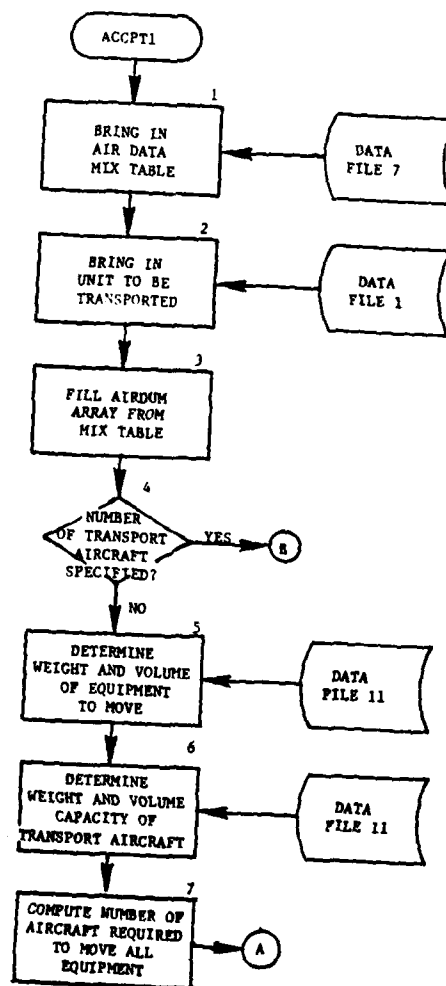 ACCPT1
1
BRING IN
AIR DATA
MIX TABLE
DATA
FILE 7
2
BRING IN
UNIT TO BE
TRANSPORTED
DATA
FILE 1
3
FILL AIRDUM
ARRAY FROM
MIX TABLE
4
NUMBER
OF TRANSPORT
AIRCRAFT
SPECIFIED?
YES
B
NO
5
DETERMINE
WEIGHT AND VOLUME
OF EQUIPMENT
TO MOVE
DATA
FILE 11
6
DETERMINE
WEIGHT AND VOLUME
CAPACITY OF
TRANSPORT AIRCRAFT
DATA
FILE 11
7
COMPUTE NUMBER OF
AIRCRAFT REQUIRED
TO MOVE ALL
EQUIPMENT
A